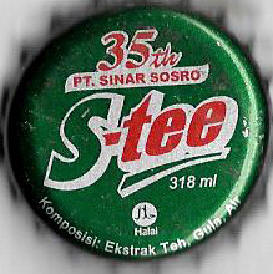 35th
PT. SINAR SOSRO
S-tee
318 ml
Halal
Komposisi: Ekstrak Teh, Gula, Air